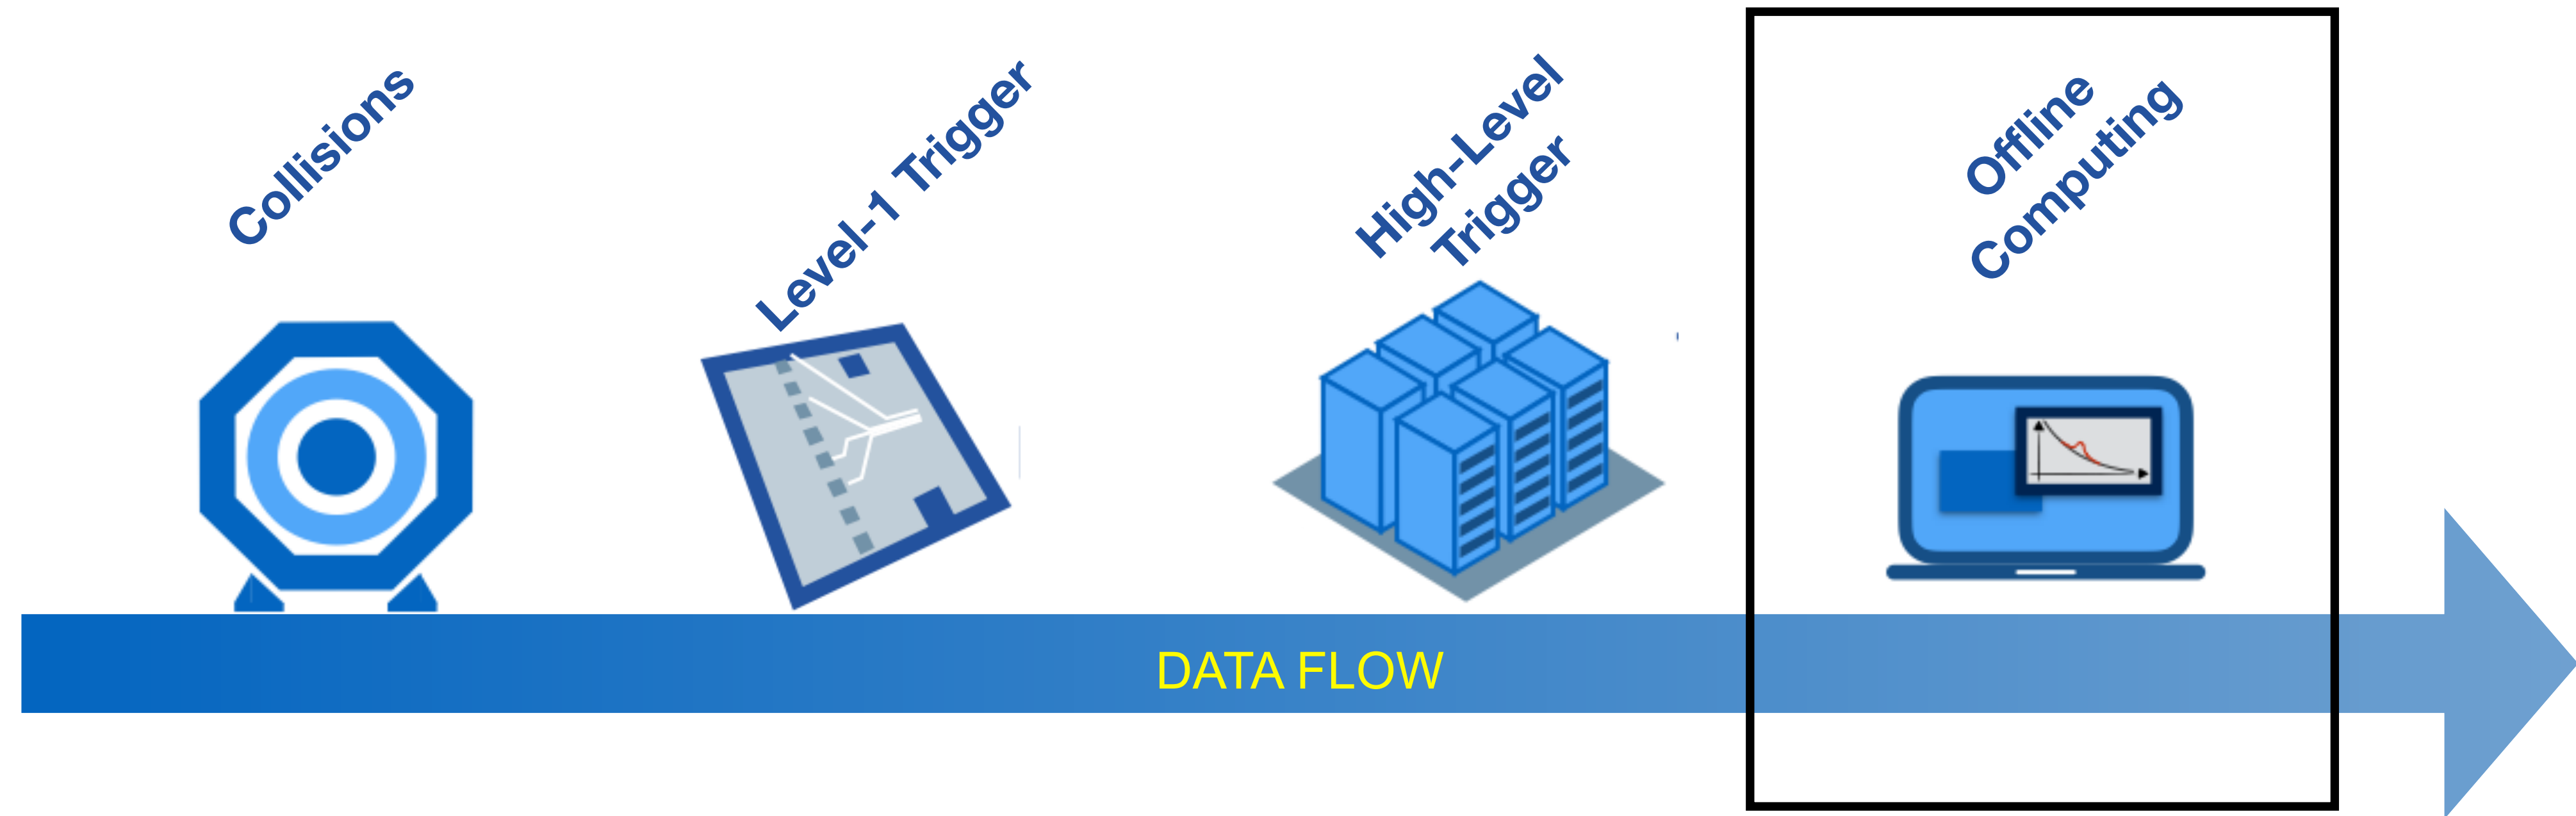 Collisions
Level-1 Trigger
High-Level
Trigger
Offline
Computing
DATA FLOW